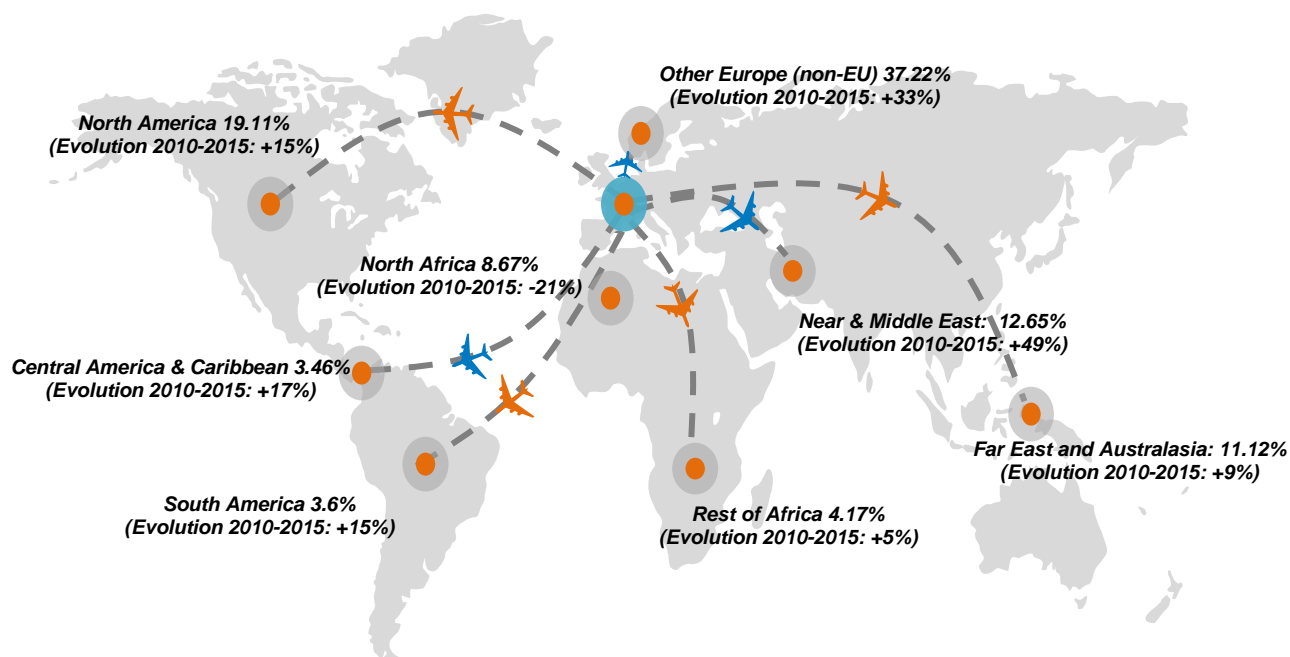 Other Europe (non-EU) 37.22%
(Evolution 2010-2015: +33%)
North America 19.11%
(Evolution 2010-2015: +15%)
North Africa 8.67%
(Evolution 2010-2015: -21%)
Near & Middle East: 12.65%
(Evolution 2010-2015: +49%)
Central America & Caribbean 3.46%
(Evolution 2010-2015: +17%)
Far East and Australasia: 11.12%
(Evolution 2010-2015: +9%)
South America 3.6%
(Evolution 2010-2015: +15%)
Rest of Africa 4.17%
(Evolution 2010-2015: +5%)